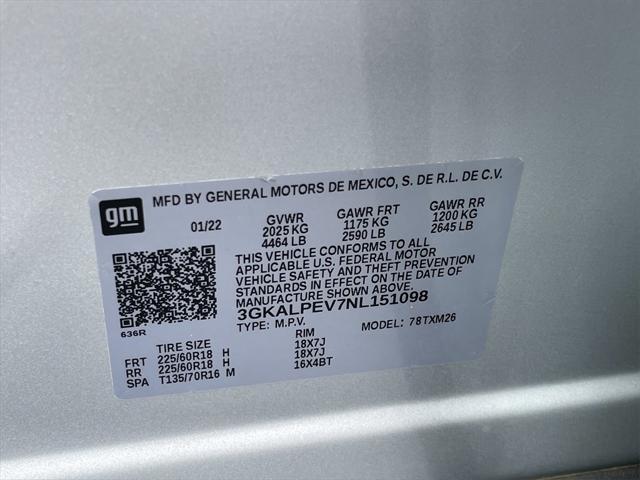 gm
MFD BY GENERAL MOTORS DE MEXICO, S. DE R.L. DE C.V.
01/22 GVWR GAWR FRT GAWR RR
2025 KG 1175 KG 1200 KG
4464 LB 2590 LB 2645 LB
THIS VEHICLE CONFORMS TO ALL
APPLICABLE U.S. FEDERAL MOTOR
VEHICLE SAFETY AND THEFT PREVENTION
STANDARDS IN EFFECT ON THE DATE OF
MANUFACTURE SHOWN ABOVE.
3GKALPEV7NL151098
636R
TYPE: M.P.V. MODEL: 78TXM26
TIRE SIZE RIM
FRT 225/60R18 H 18X7J
RR 225/60R18 H 18X7J
SPA T135/70R16 M 16X4BT